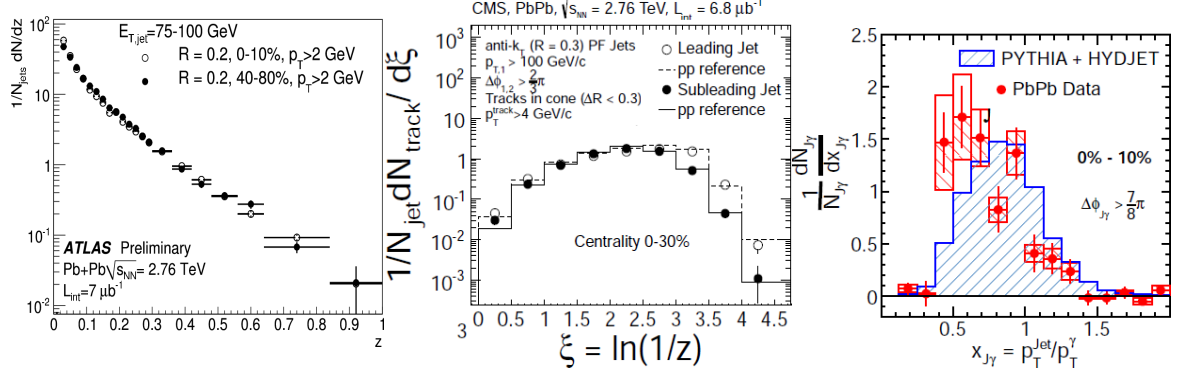 E_T,jet=75-100 GeV
R = 0.2, 0-10%, p_T>2 GeV
R = 0.2, 40-80%, p_T>2 GeV
1/N_jets dN/dz
10²
10
1
10⁻¹
10⁻²
ATLAS Preliminary
Pb+Pb√s_NN= 2.76 TeV
L_int=7 μb⁻¹
0 0.1 0.2 0.3 0.4 0.5 0.6 0.7 0.8 0.9 1
z
CMS, PbPb, √s_NN = 2.76 TeV, L_int = 6.8 μb⁻¹
anti-k_T (R = 0.3) PF Jets
p_T,1 > 100 GeV/c
Δφ_1,2 > 2/3 π
Tracks in cone (ΔR < 0.3)
p_T^track>4 GeV/c
Leading Jet
pp reference
Subleading Jet
pp reference
1/N_jet dN_track / dξ
10³
10²
10
1
10⁻¹
10⁻²
10⁻³
Centrality 0-30%
3
0 0.5 1 1.5 2 2.5 3 3.5 4 4.5
ξ = ln(1/z)
PYTHIA + HYDJET
PbPb Data
0% - 10%
Δφ_Jγ > 7/8 π
1/N_Jγ dN_Jγ/dx_Jγ
2.5
2
1.5
1
0.5
0
0.5 1 1.5
x_Jγ = p_T^Jet/p_T^γ